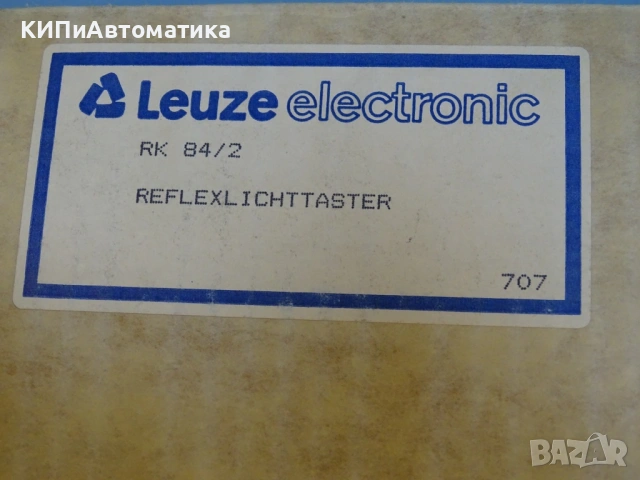 КИПиАвтоматика
Leuze electronic
RK 84/2
REFLEXLICHTTASTER
707
BAZAR